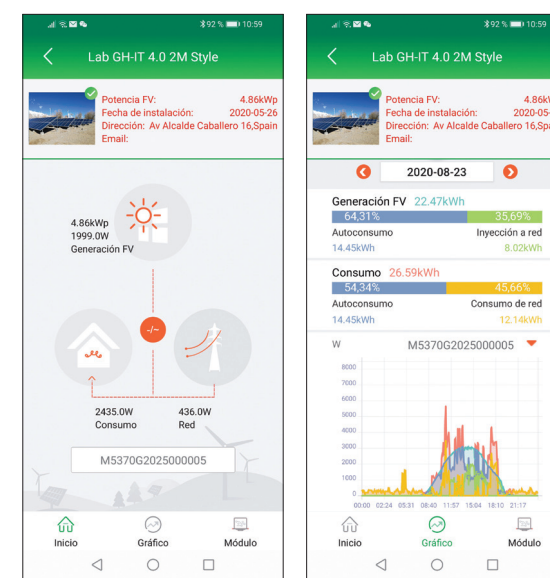 92 % 10:59
Lab GH-IT 4.0 2M Style
Potencia FV: 4.86kWp
Fecha de instalación: 2020-05-26
Dirección: Av Alcalde Caballero 16,Spain
Email:
4.86kWp
1999.0W
Generación FV
-/~
2435.0W
Consumo
436.0W
Red
M5370G2025000005
Inicio
Gráfico
Módulo
92 % 10:59
Lab GH-IT 4.0 2M Style
Potencia FV: 4.86kW
Fecha de instalación: 2020-05-
Dirección: Av Alcalde Caballero 16,Spai
Email:
2020-08-23
Generación FV 22.47kWh
64,31% 35,69%
Autoconsumo Inyección a red
14.45kWh 8.02kWh
Consumo 26.59kWh
54,34% 45,66%
Autoconsumo Consumo de red
14.45kWh 12.14kWh
W M5370G2025000005
8000
7000
6000
5000
4000
3000
2000
1000
0
00:00 02:24 05:31 08:40 11:57 15:04 18:10 21:17
Inicio
Gráfico
Módulo